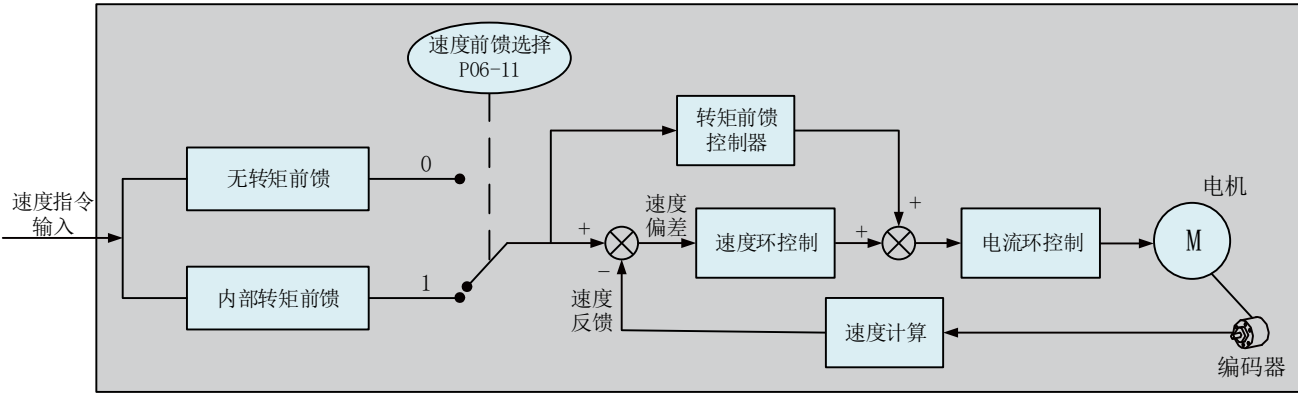 速度前馈选择
P06-11
转矩前馈
控制器
无转矩前馈
0
速度指令
输入
+
速度
偏差
速度环控制
+
+
电流环控制
电机
M
内部转矩前馈
1
−
速度
反馈
速度计算
编码器